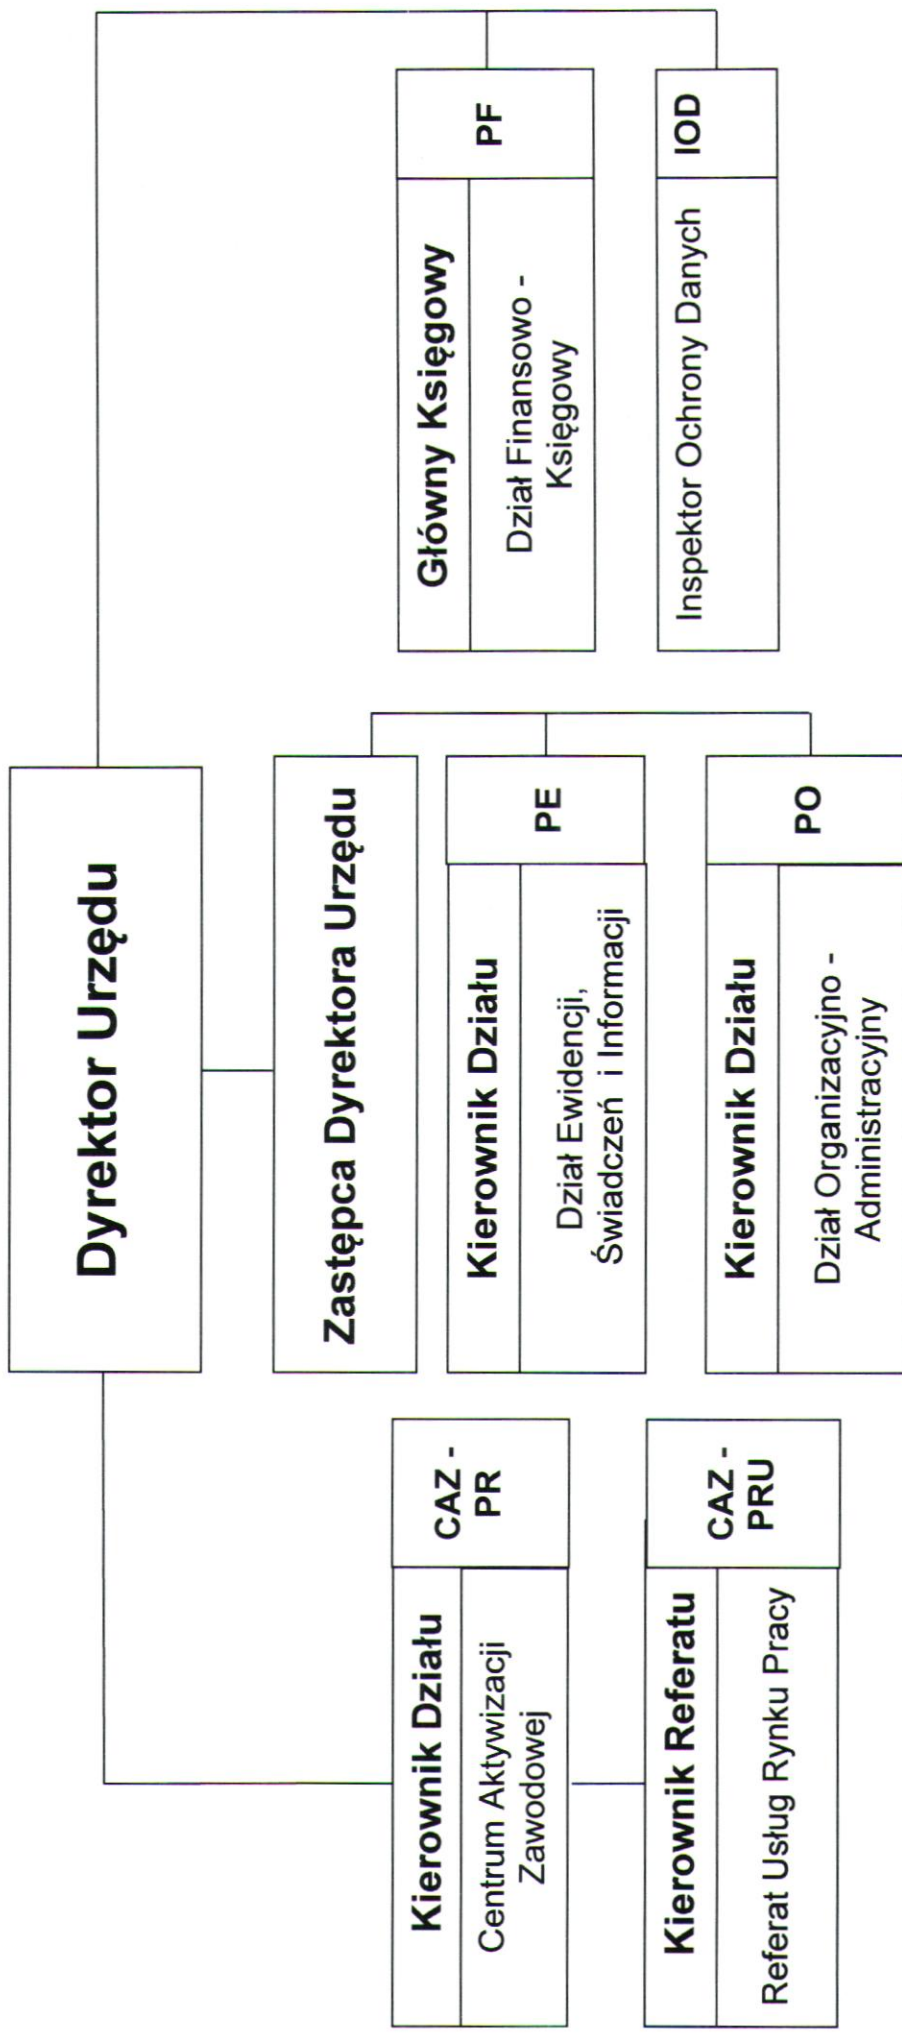 Dyrektor Urzędu
Zastępca Dyrektora Urzędu
Kierownik Działu
CAZ -
PR
Centrum Aktywizacji
Zawodowej
Kierownik Referatu
CAZ -
PRU
Referat Usług Rynku Pracy
Kierownik Działu
PE
Dział Ewidencji,
Świadczeń i Informacji
Kierownik Działu
PO
Dział Organizacyjno -
Administracyjny
Główny Księgowy
PF
Dział Finansowo -
Księgowy
Inspektor Ochrony Danych
IOD